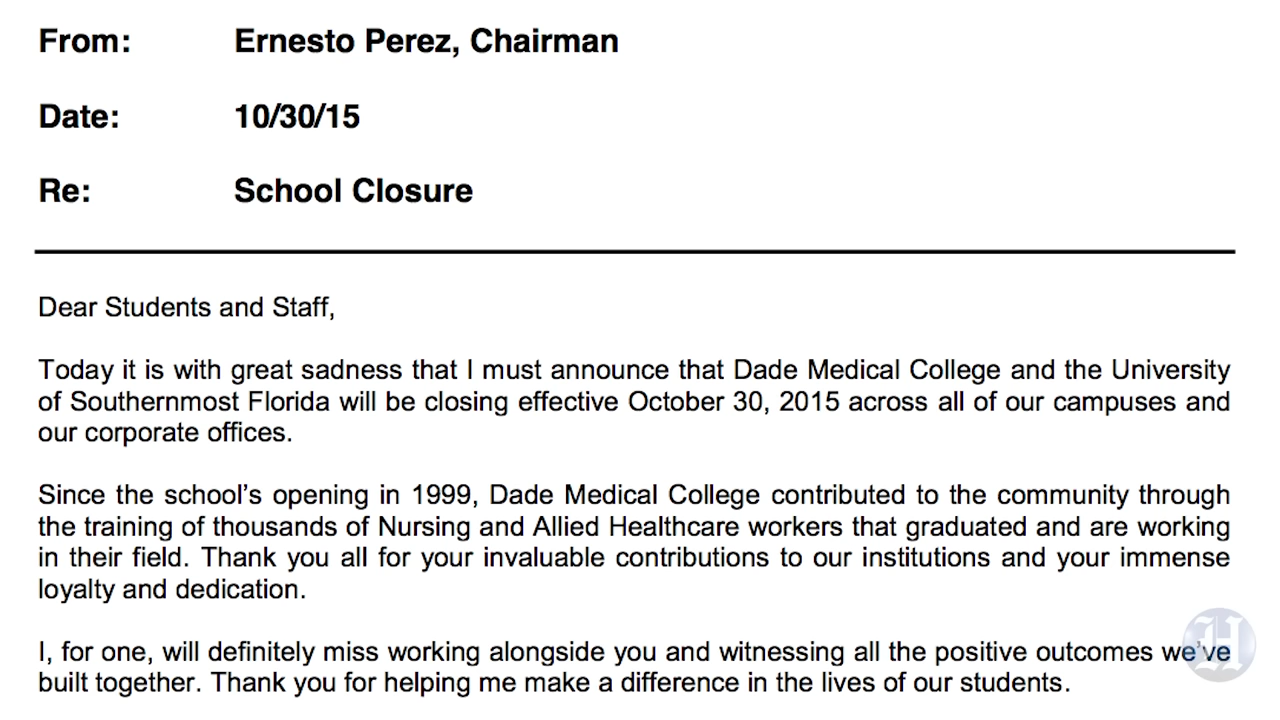 From: Ernesto Perez, Chairman
Date: 10/30/15
Re: School Closure
Dear Students and Staff,
Today it is with great sadness that I must announce that Dade Medical College and the University
of Southernmost Florida will be closing effective October 30, 2015 across all of our campuses and
our corporate offices.
Since the school’s opening in 1999, Dade Medical College contributed to the community through
the training of thousands of Nursing and Allied Healthcare workers that graduated and are working
in their field. Thank you all for your invaluable contributions to our institutions and your immense
loyalty and dedication.
I, for one, will definitely miss working alongside you and witnessing all the positive outcomes we’ve
built together. Thank you for helping me make a difference in the lives of our students.
H